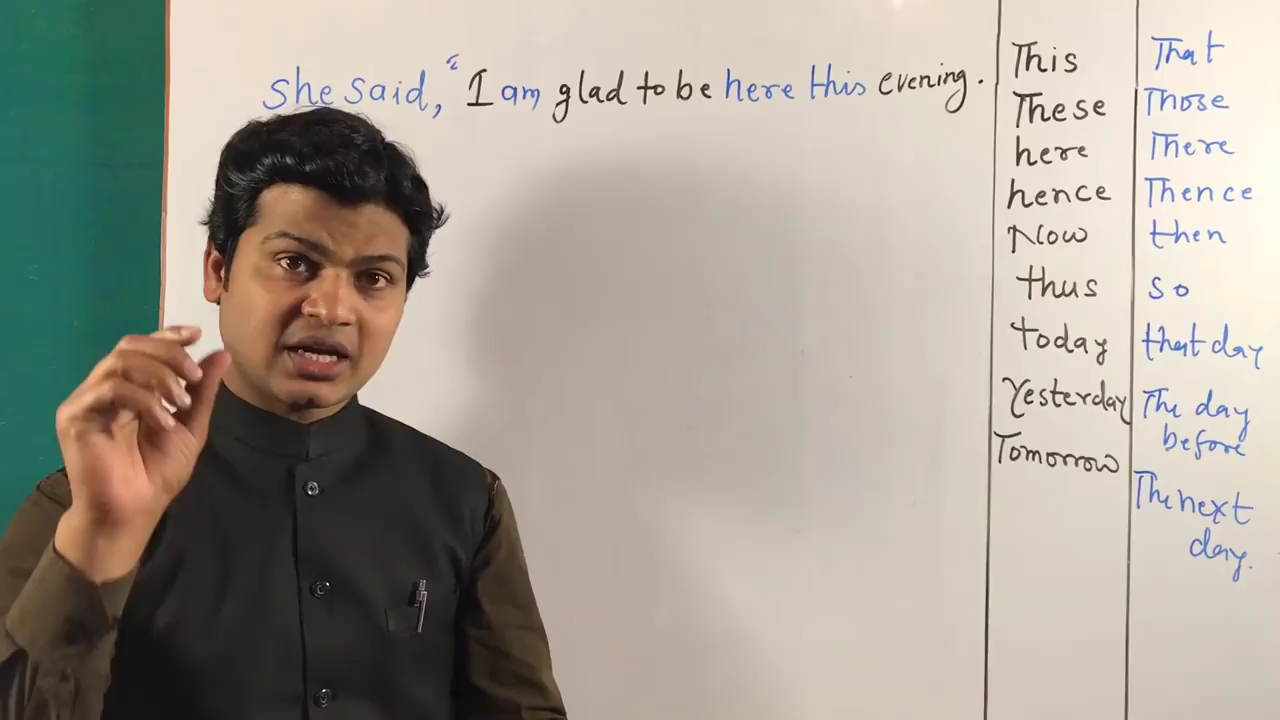 She said, “I am glad to be here this evening.
This That
These Those
here There
hence Thence
Now then
thus so
today that day
Yesterday The day
before
Tomorrow
The next
day.